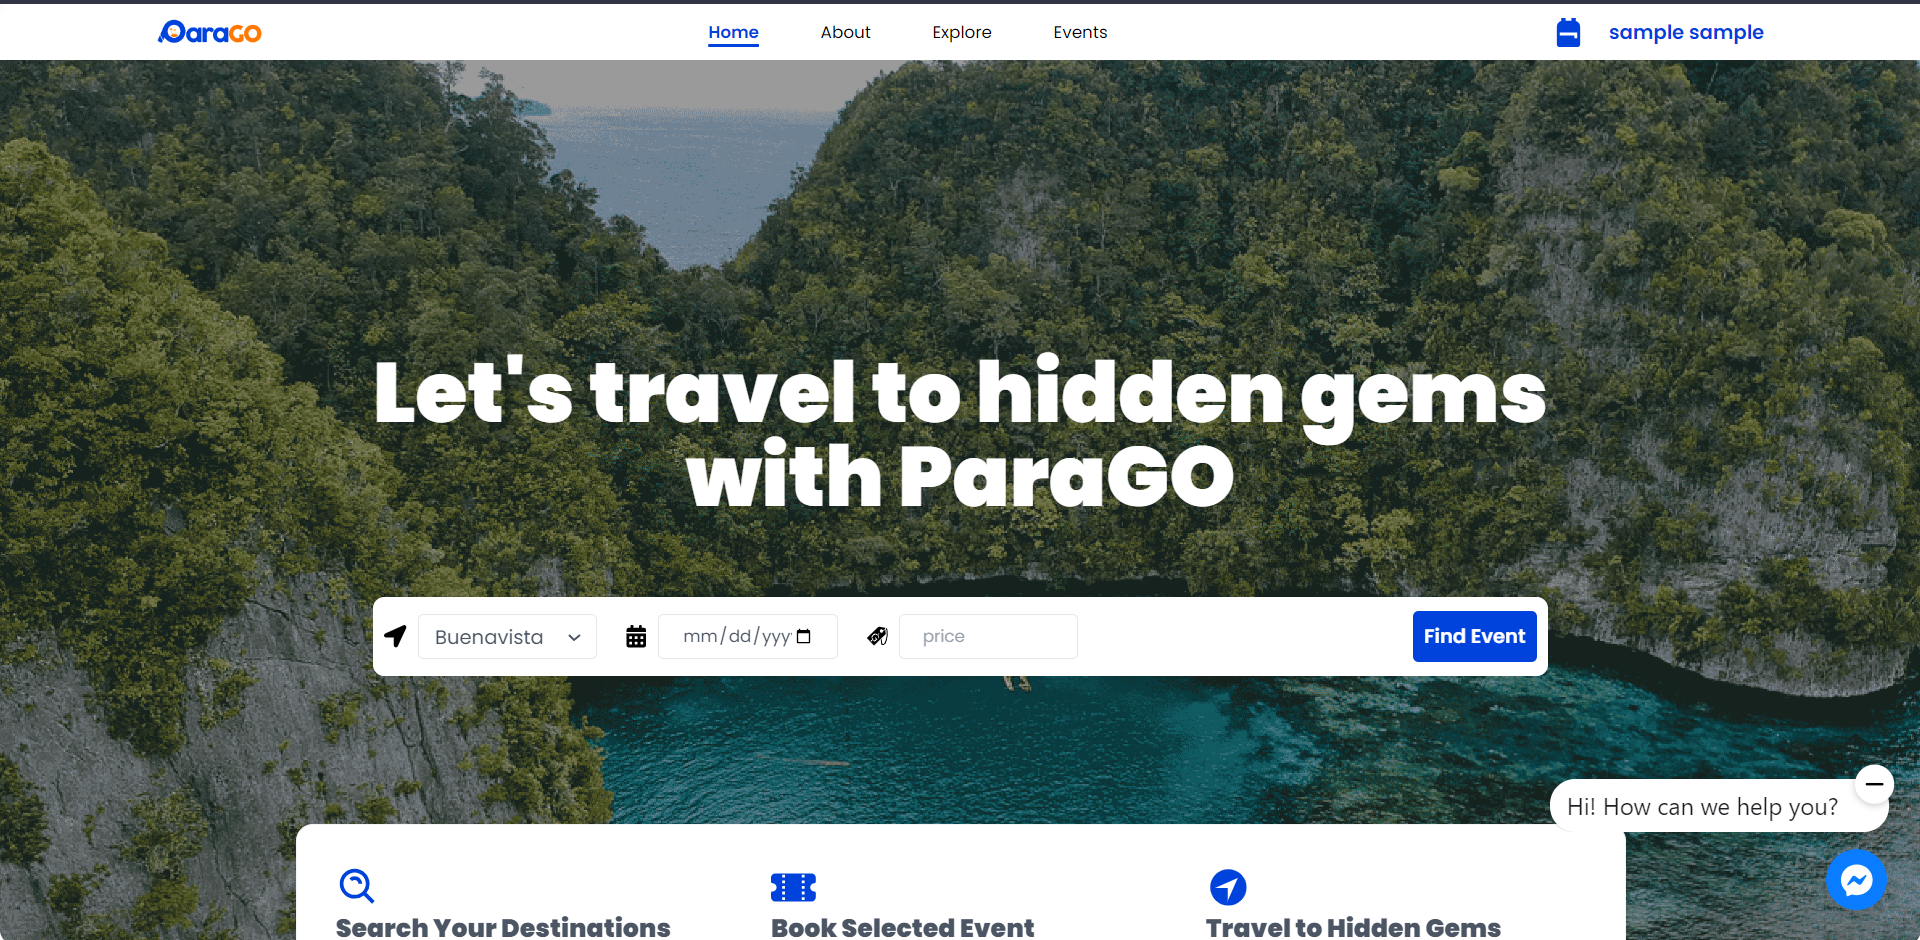 ParaGO
Home
About
Explore
Events
sample sample
Let's travel to hidden gems
with ParaGO
Buenavista
mm/dd/yyy
price
Find Event
Hi! How can we help you?
Search Your Destinations
Book Selected Event
Travel to Hidden Gems